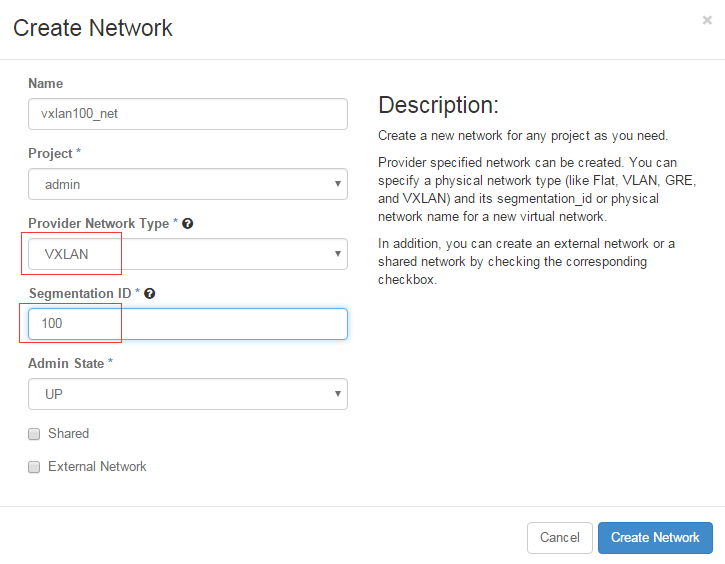 Create Network
×
Name
vxlan100_net
Project *
admin
Provider Network Type * ?
VXLAN
Segmentation ID * ?
100
Admin State *
UP
Shared
External Network
Description:
Create a new network for any project as you need.
Provider specified network can be created. You can
specify a physical network type (like Flat, VLAN, GRE,
and VXLAN) and its segmentation_id or physical
network name for a new virtual network.
In addition, you can create an external network or a
shared network by checking the corresponding
checkbox.
Cancel
Create Network